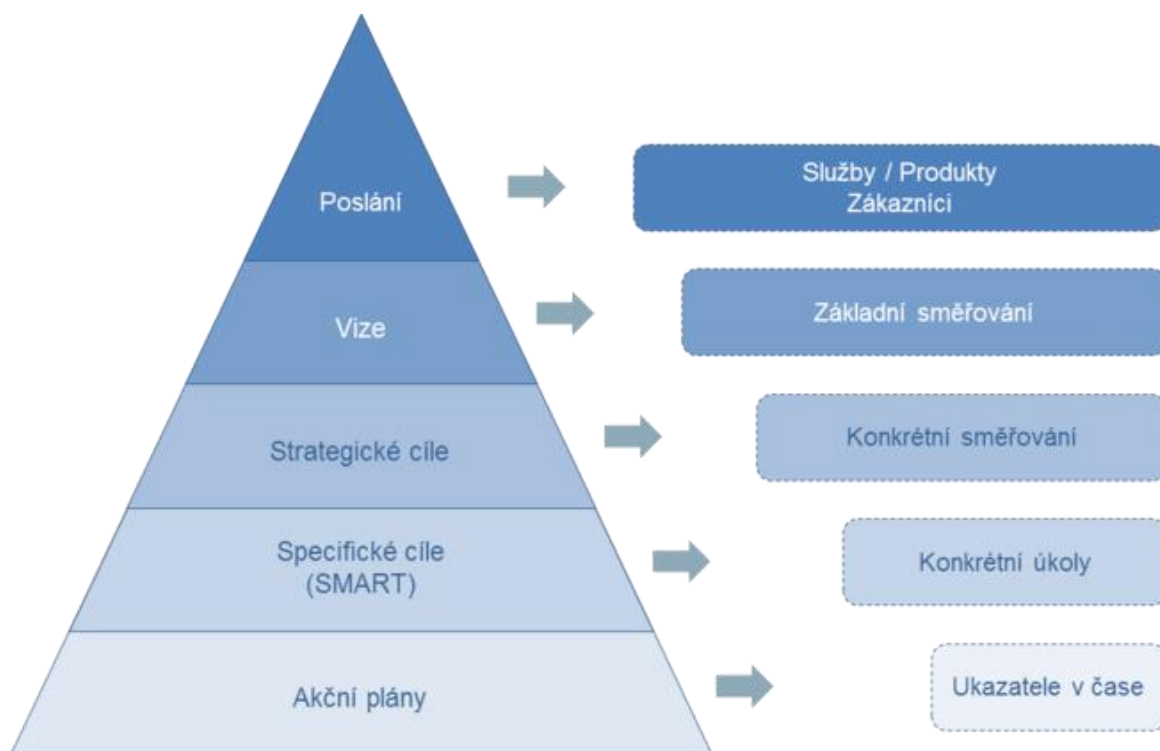 Poslání
Služby / Produkty
Zákazníci
Vize
Základní směřování
Strategické cíle
Konkrétní směřování
Specifické cíle
(SMART)
Konkrétní úkoly
Akční plány
Ukazatele v čase